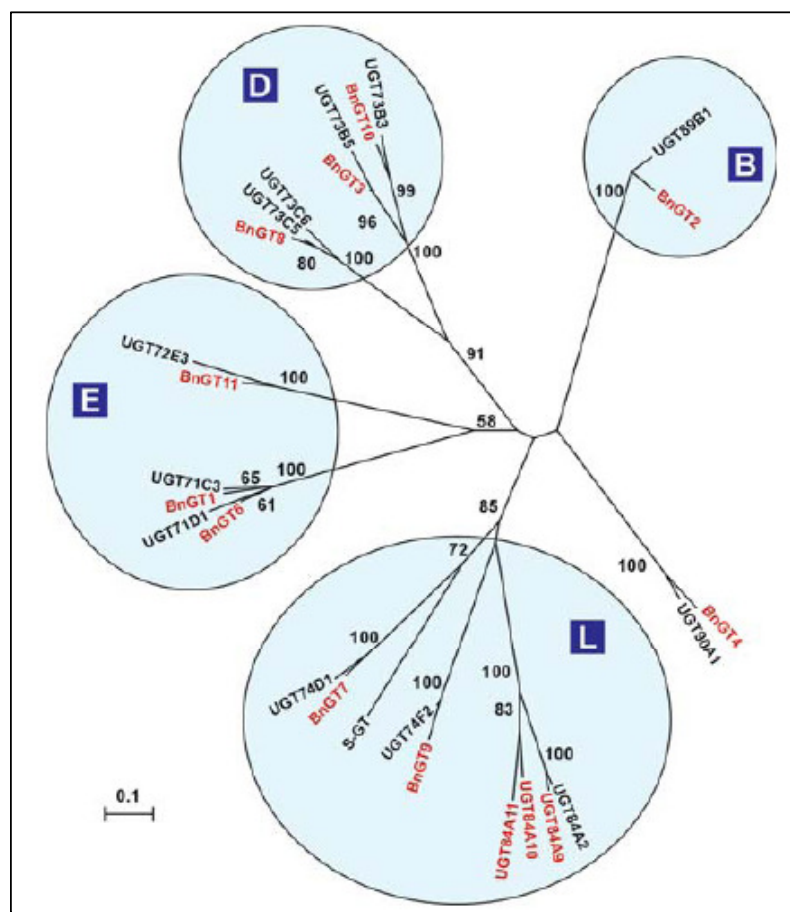 D
UGT73B3
BnGT10
UGT73B5
BnGT3
99
96
UGT73C6
UGT73C5
BnGT8
80
100
100
B
UGT89B1
100
BnGT2
91
E
UGT72E3
BnGT11
100
58
UGT71C3
65
100
BnGT1
UGT71D1
61
BnGT6
85
72
L
100
BnGT4
UGT90A1
100
UGT74D1
BnGT7
S-GT
100
UGT74F2
BnGT9
100
83
100
UGT84A2
UGT84A9
UGT84A10
UGT84A11
0.1